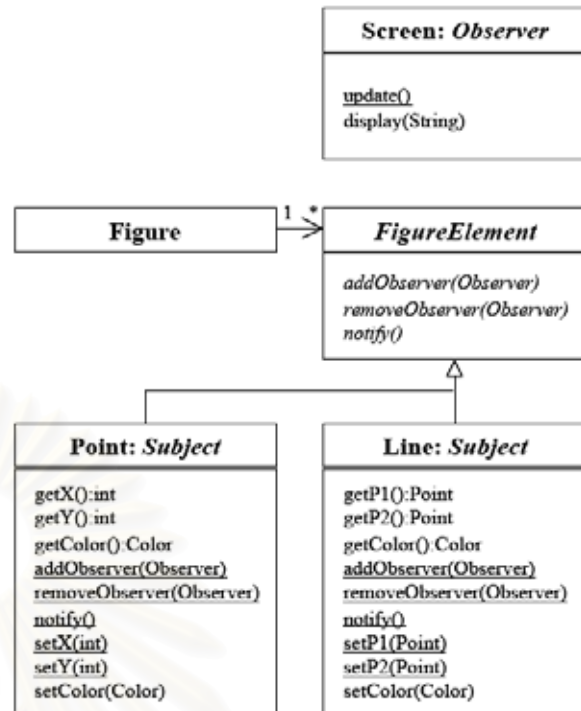 Screen: Observer
update()
display(String)
Figure
1
*
FigureElement
addObserver(Observer)
removeObserver(Observer)
notify()
Point: Subject
getX():int
getY():int
getColor():Color
addObserver(Observer)
removeObserver(Observer)
notify()
setX(int)
setY(int)
setColor(Color)
Line: Subject
getP1():Point
getP2():Point
getColor():Color
addObserver(Observer)
removeObserver(Observer)
notify()
setP1(Point)
setP2(Point)
setColor(Color)